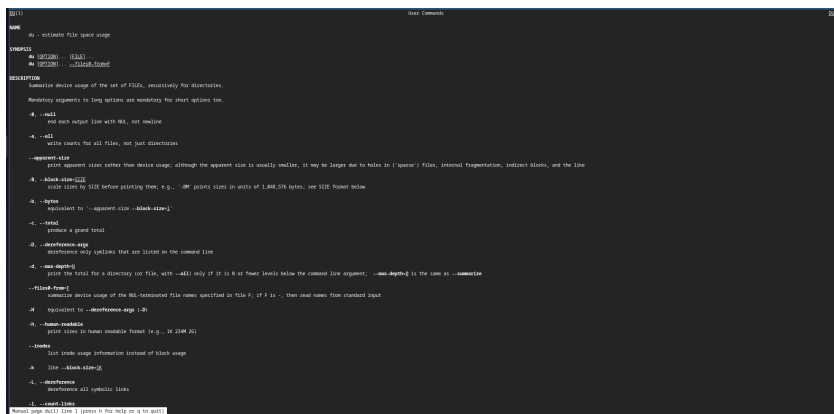 DU(1) User Commands DU
NAME
du - estimate file space usage
SYNOPSIS
du [OPTION]... [FILE]...
du [OPTION]... --files0-from=F
DESCRIPTION
Summarize device usage of the set of FILEs, recursively for directories.
Mandatory arguments to long options are mandatory for short options too.
-0, --null
end each output line with NUL, not newline
-a, --all
write counts for all files, not just directories
--apparent-size
print apparent sizes rather than device usage; although the apparent size is usually smaller, it may be larger due to holes in ('sparse') files, internal fragmentation, indirect blocks, and the like
-B, --block-size=SIZE
scale sizes by SIZE before printing them; e.g., '-BM' prints sizes in units of 1,048,576 bytes; see SIZE format below
-b, --bytes
equivalent to '--apparent-size --block-size=1'
-c, --total
produce a grand total
-D, --dereference-args
dereference only symlinks that are listed on the command line
-d, --max-depth=N
print the total for a directory (or file, with --all) only if it is N or fewer levels below the command line argument; --max-depth=0 is the same as --summarize
--files0-from=F
summarize device usage of the NUL-terminated file names specified in file F; if F is -, then read names from standard input
-H equivalent to --dereference-args (-D)
-h, --human-readable
print sizes in human readable format (e.g., 1K 234M 2G)
--inodes
list inode usage information instead of block usage
-k like --block-size=1K
-L, --dereference
dereference all symbolic links
-l, --count-links
Manual page du(1) line 1 (press h for help or q to quit)